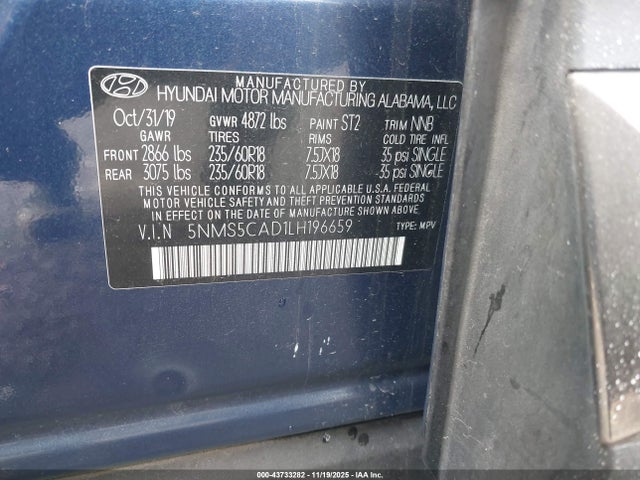 MANUFACTURED BY
HYUNDAI MOTOR MANUFACTURING ALABAMA, LLC
Oct/31/19 GVWR 4872 lbs PAINT ST2 TRIM NNB
GAWR TIRES RIMS COLD TIRE INFL
FRONT 2866 lbs 235/60R18 7.5JX18 35 psi SINGLE
REAR 3075 lbs 235/60R18 7.5JX18 35 psi SINGLE
THIS VEHICLE CONFORMS TO ALL APPLICABLE U.S.A. FEDERAL
MOTOR VEHICLE SAFETY AND THEFT PREVENTION STANDARDS
IN EFFECT ON THE DATE OF MANUFACTURE SHOWN ABOVE.
V.I.N 5NMS5CAD1LH196659 TYPE: MPV
000-43733282 - 11/19/2025 - IAA Inc.